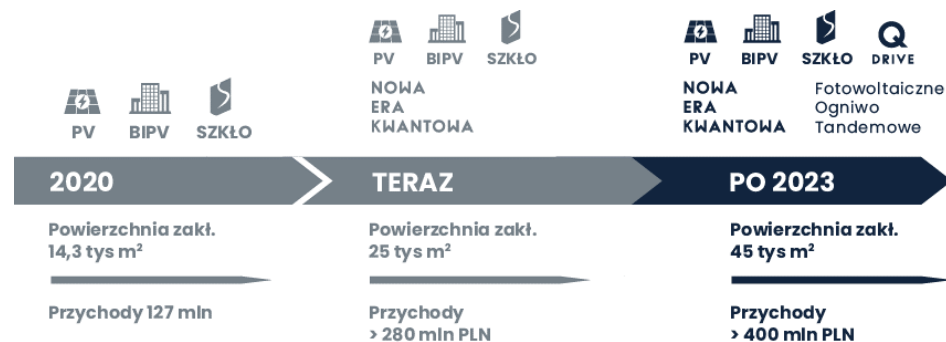 PV BIPV SZKŁO
2020
Powierzchnia zakł.
14,3 tys m²
Przychody 127 mln
PV BIPV SZKŁO
NOWA
ERA
KWANTOWA
TERAZ
Powierzchnia zakł.
25 tys m²
Przychody
> 280 mln PLN
PV BIPV SZKŁO Q DRIVE
NOWA
ERA
KWANTOWA
Fotowoltaiczne
Ogniwo
Tandemowe
PO 2023
Powierzchnia zakł.
45 tys m²
Przychody
> 400 mln PLN